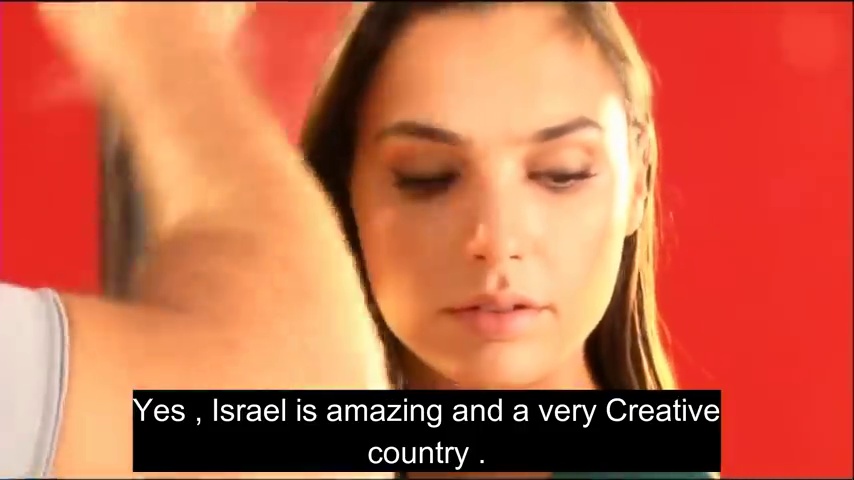 Yes , Israel is amazing and a very Creative
country .